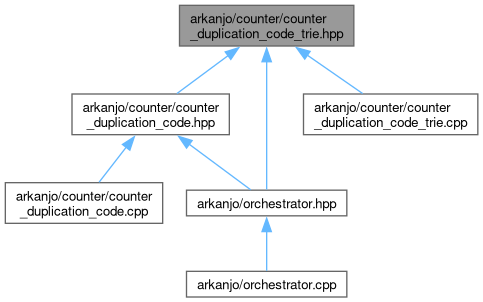 arkanjo/counter/counter
_duplication_code_trie.hpp
arkanjo/counter/counter
_duplication_code.hpp
arkanjo/counter/counter
_duplication_code_trie.cpp
arkanjo/counter/counter
_duplication_code.cpp
arkanjo/orchestrator.hpp
arkanjo/orchestrator.cpp